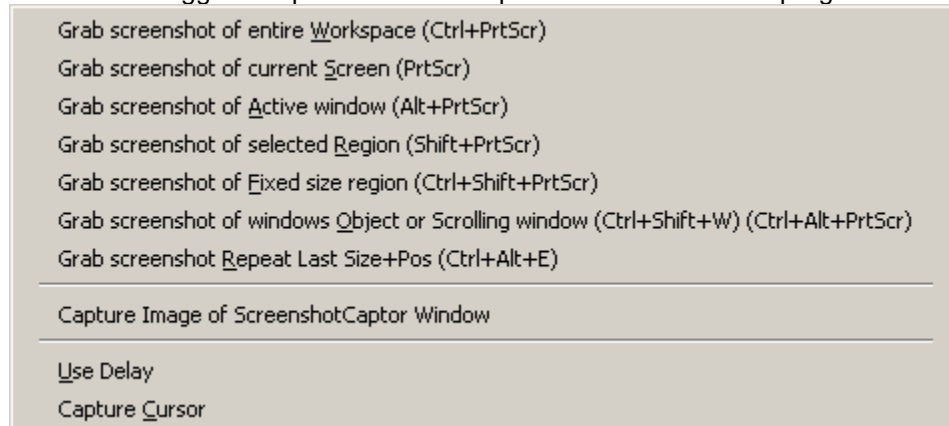 Grab screenshot of entire Workspace (Ctrl+PrtScr)
Grab screenshot of current Screen (PrtScr)
Grab screenshot of Active window (Alt+PrtScr)
Grab screenshot of selected Region (Shift+PrtScr)
Grab screenshot of Fixed size region (Ctrl+Shift+PrtScr)
Grab screenshot of windows Object or Scrolling window (Ctrl+Shift+W) (Ctrl+Alt+PrtScr)
Grab screenshot Repeat Last Size+Pos (Ctrl+Alt+E)
Capture Image of ScreenshotCaptor Window
Use Delay
Capture Cursor